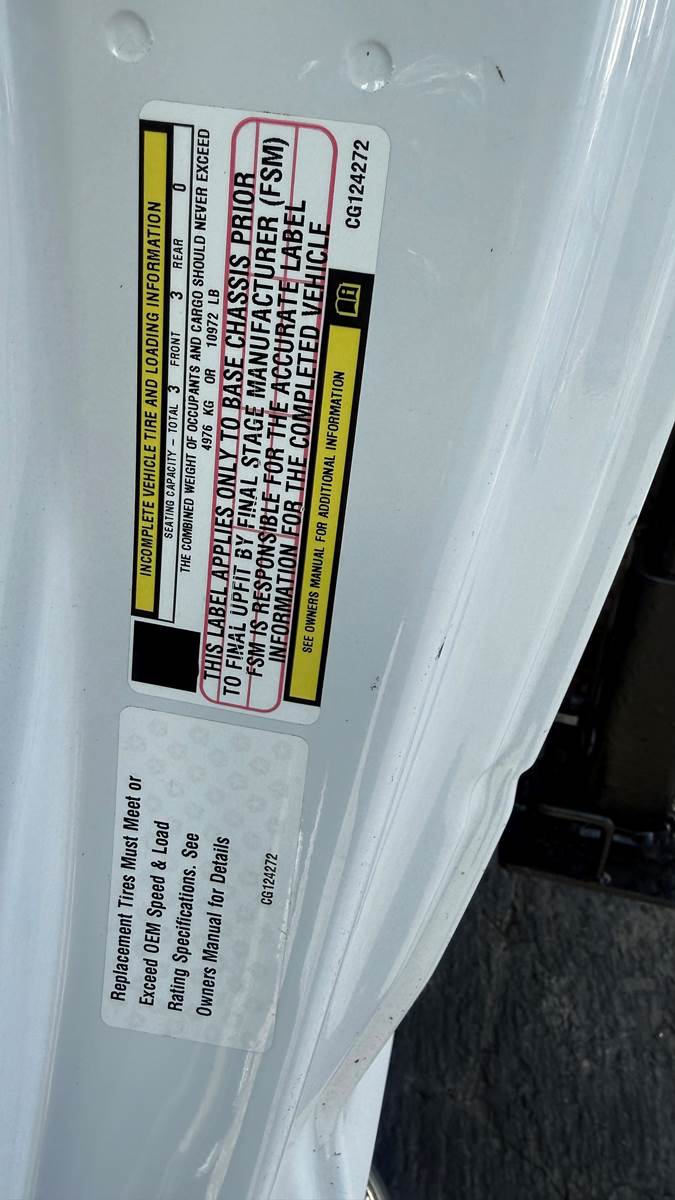 INCOMPLETE VEHICLE TIRE AND LOADING INFORMATION
SEATING CAPACITY - TOTAL 3 FRONT 3 REAR 0
THE COMBINED WEIGHT OF OCCUPANTS AND CARGO SHOULD NEVER EXCEED
4976 KG OR 10972 LB
THIS LABEL APPLIES ONLY TO BASE CHASSIS PRIOR
TO FINAL UPFIT BY FINAL STAGE MANUFACTURER (FSM)
FSM IS RESPONSIBLE FOR THE ACCURATE LABEL
INFORMATION FOR THE COMPLETED VEHICLE
SEE OWNERS MANUAL FOR ADDITIONAL INFORMATION
CG124272
Replacement Tires Must Meet or
Exceed OEM Speed & Load
Rating Specifications. See
Owners Manual for Details
CG124272